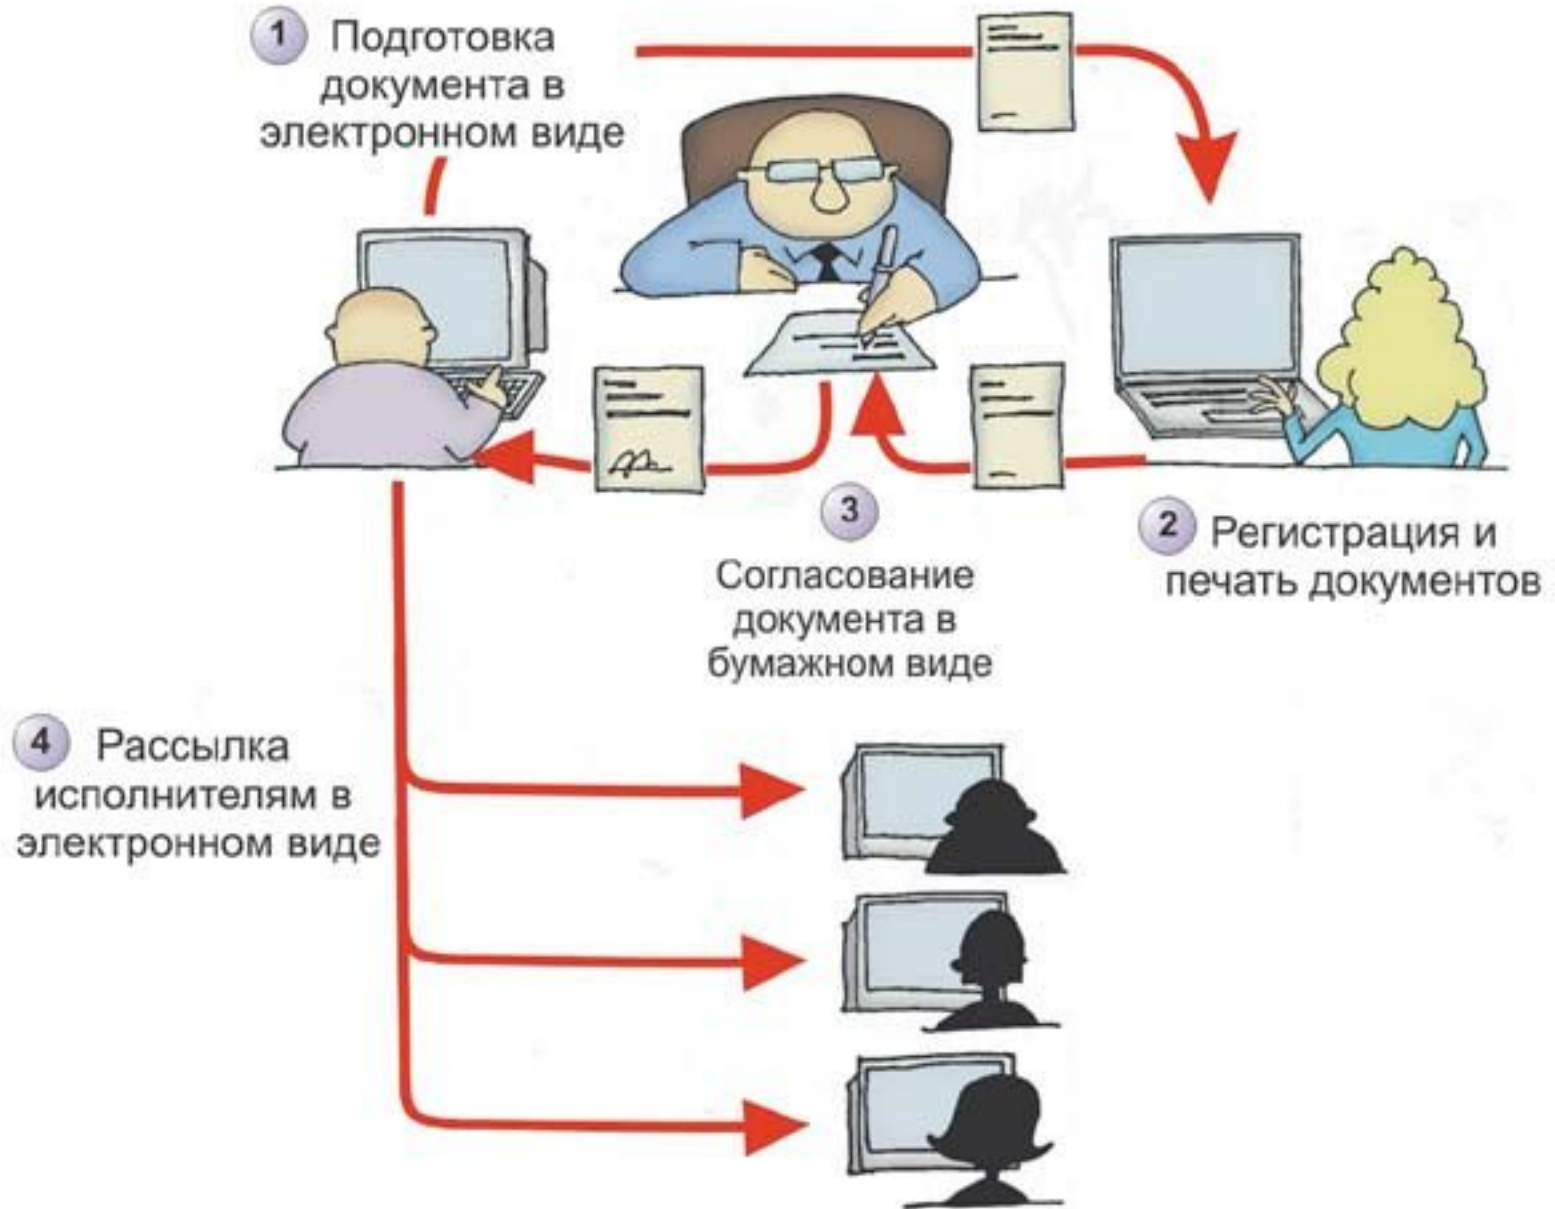 1 Подготовка
документа в
электронном виде
3
Согласование
документа в
бумажном виде
2 Регистрация и
печать документов
4 Рассылка
исполнителям в
электронном виде